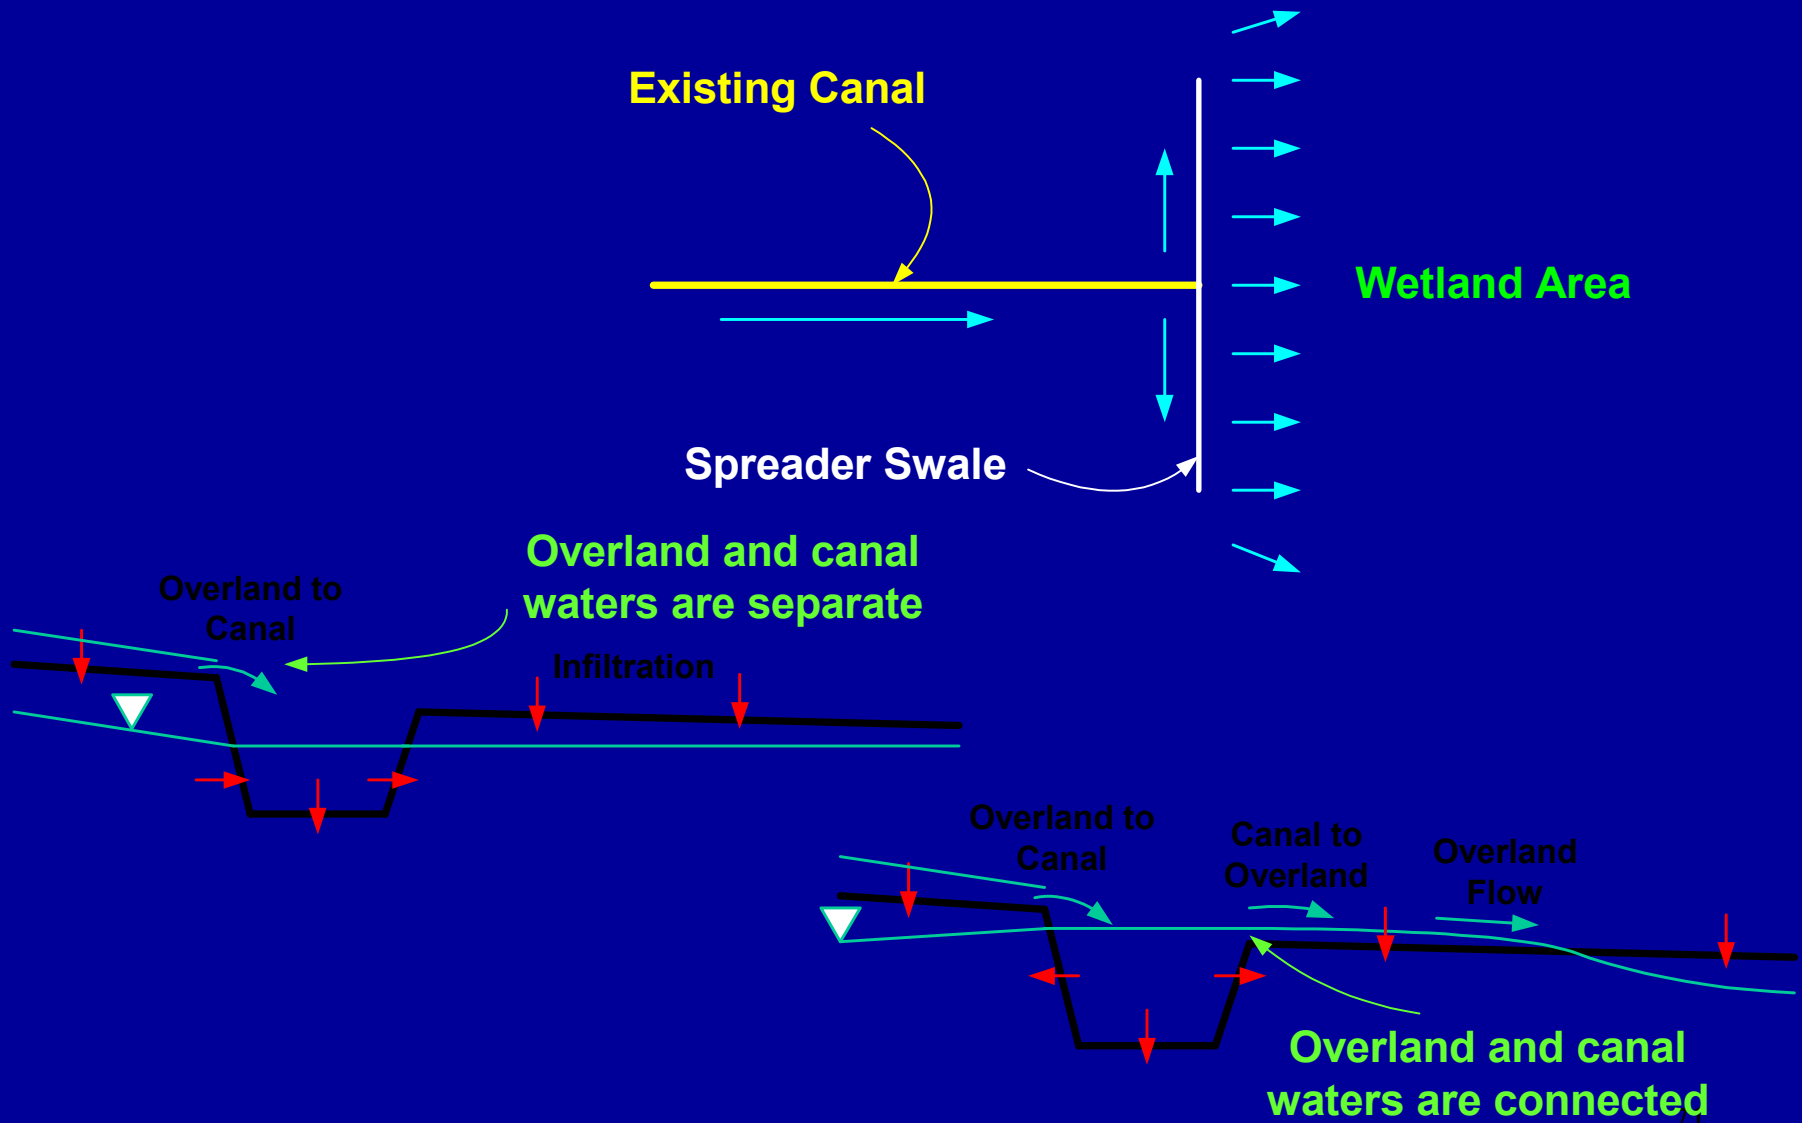 Existing Canal
Wetland Area
Spreader Swale
Overland and canal
waters are separate
Overland to
Canal
Infiltration
Overland to
Canal
Canal to
Overland
Overland
Flow
Overland and canal
waters are connected